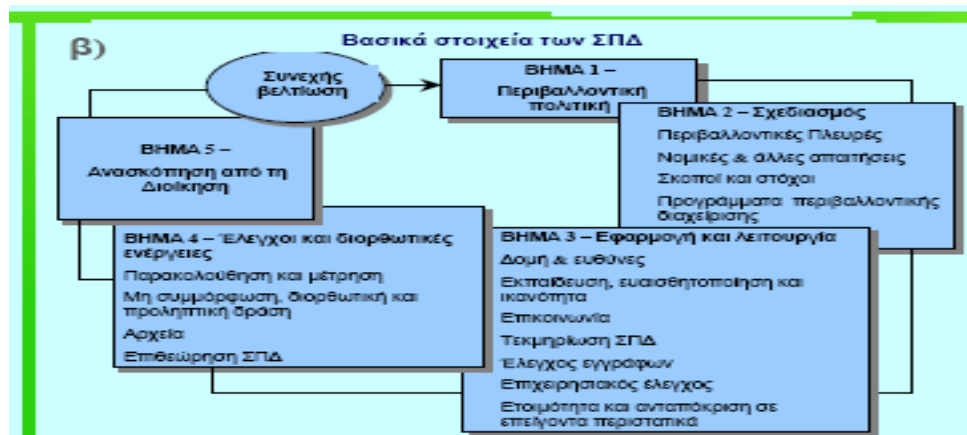 β)
Βασικά στοιχεία των ΣΠΔ
Συνεχής
βελτίωση
ΒΗΜΑ 1 –
Περιβαλλοντική
πολιτική
ΒΗΜΑ 2 – Σχεδιασμός
Περιβαλλοντικές Πλευρές
Νομικές & άλλες απαιτήσεις
Σκοποί και στόχοι
Προγράμματα περιβαλλοντικής
διαχείρισης
ΒΗΜΑ 3 – Εφαρμογή και λειτουργία
Δομή & ευθύνες
Εκπαίδευση, ευαισθητοποίηση και
ικανότητα
Επικοινωνία
Τεκμηρίωση ΣΠΔ
Έλεγχος εγγράφων
Επιχειρησιακός έλεγχος
Ετοιμότητα και ανταπόκριση σε
επείγοντα περιστατικά
ΒΗΜΑ 4 – Έλεγχοι και διορθωτικές
ενέργειες
Παρακολούθηση και μέτρηση
Μη συμμόρφωση, διορθωτική και
προληπτική δράση
Αρχεία
Επιθεώρηση ΣΠΔ
ΒΗΜΑ 5 –
Ανασκόπηση από τη
Διοίκηση